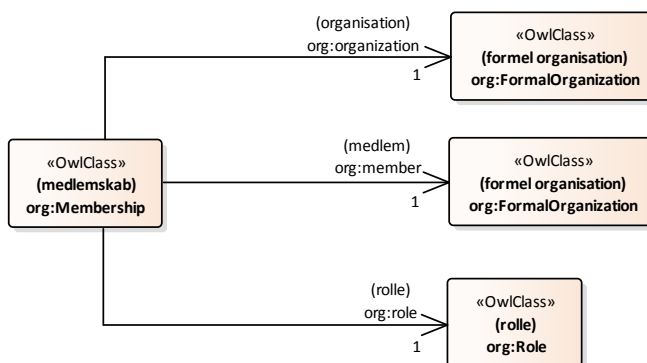 (organisation)
org:organization
1
«OwlClass»
(formel organisation)
org:FormalOrganization
«OwlClass»
(medlemskab)
org:Membership
(medlem)
org:member
1
«OwlClass»
(formel organisation)
org:FormalOrganization
(rolle)
org:role
1
«OwlClass»
(rolle)
org:Role